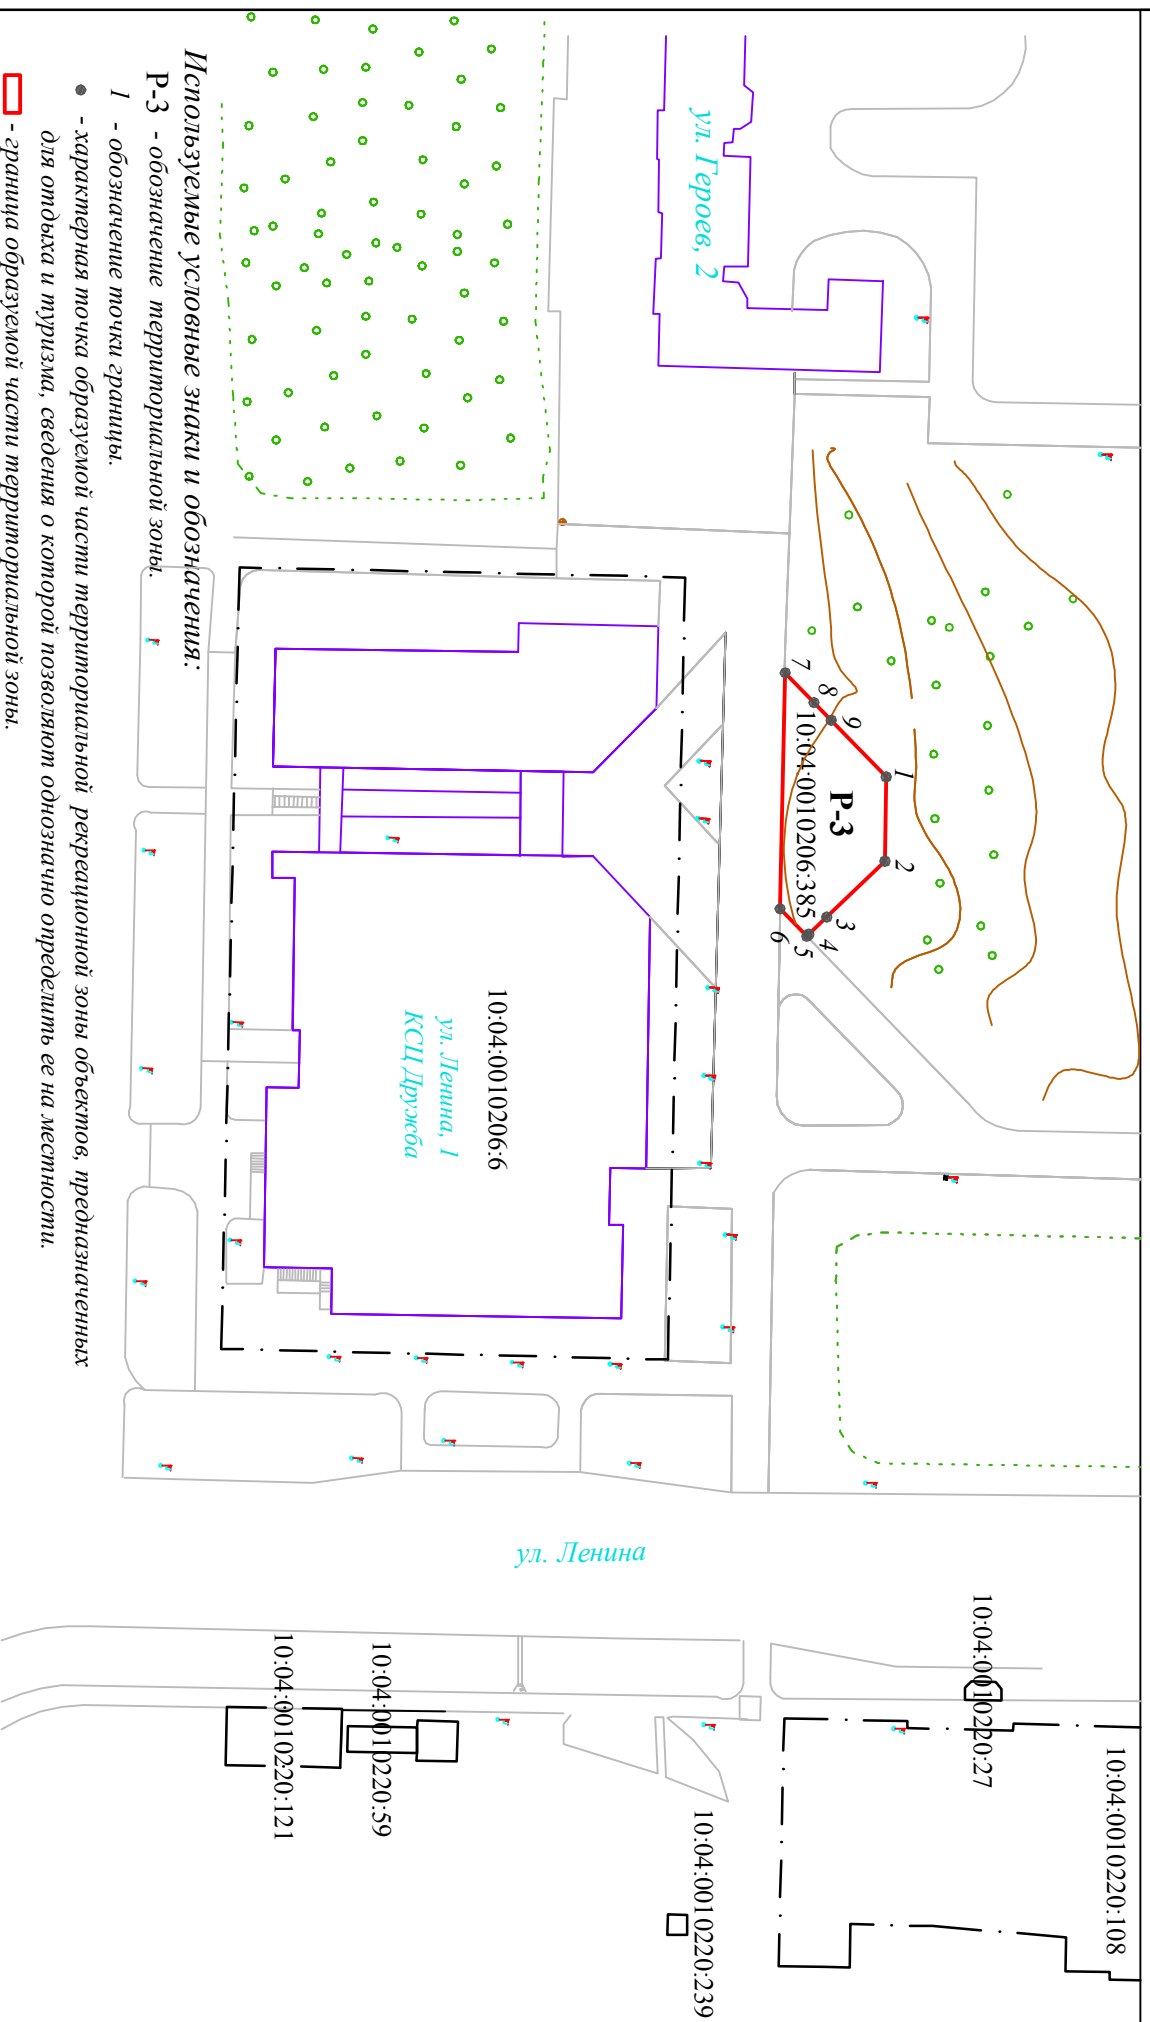 10:04:0010220:108
10:04:0010220:27
Р-3
10:04:0010206:385
1
2
3
4
5
6
7
8
9
ул. Героев, 2
10:04:0010220:239
ул. Ленина
10:04:0010206:6
ул. Ленина, 1
КСЦ Дружба
10:04:0010220:59
10:04:0010220:121
Используемые условные знаки и обозначения:
Р-3 - обозначение территориальной зоны.
1 - обозначение точки границы.
- характерная точка образуемой части территориальной рекреационной зоны объектов, предназначенных
для отдыха и туризма, сведения о которой позволяют однозначно определить ее на местности.
- граница образуемой части территориальной зоны.